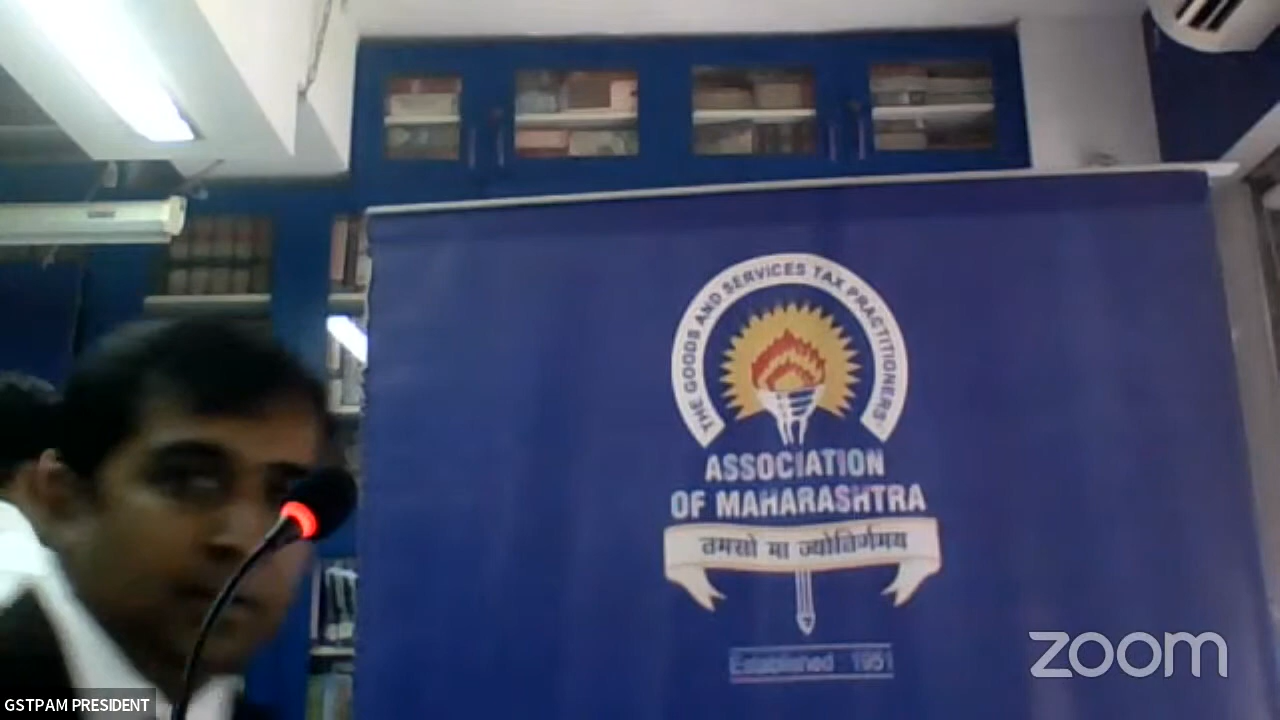 THE GOODS AND SERVICES TAX PRACTITIONERS'
ASSOCIATION
OF MAHARASHTRA
तमसो मा ज्योतिर्गमय
Established 1951
zoom
GSTPAM PRESIDENT